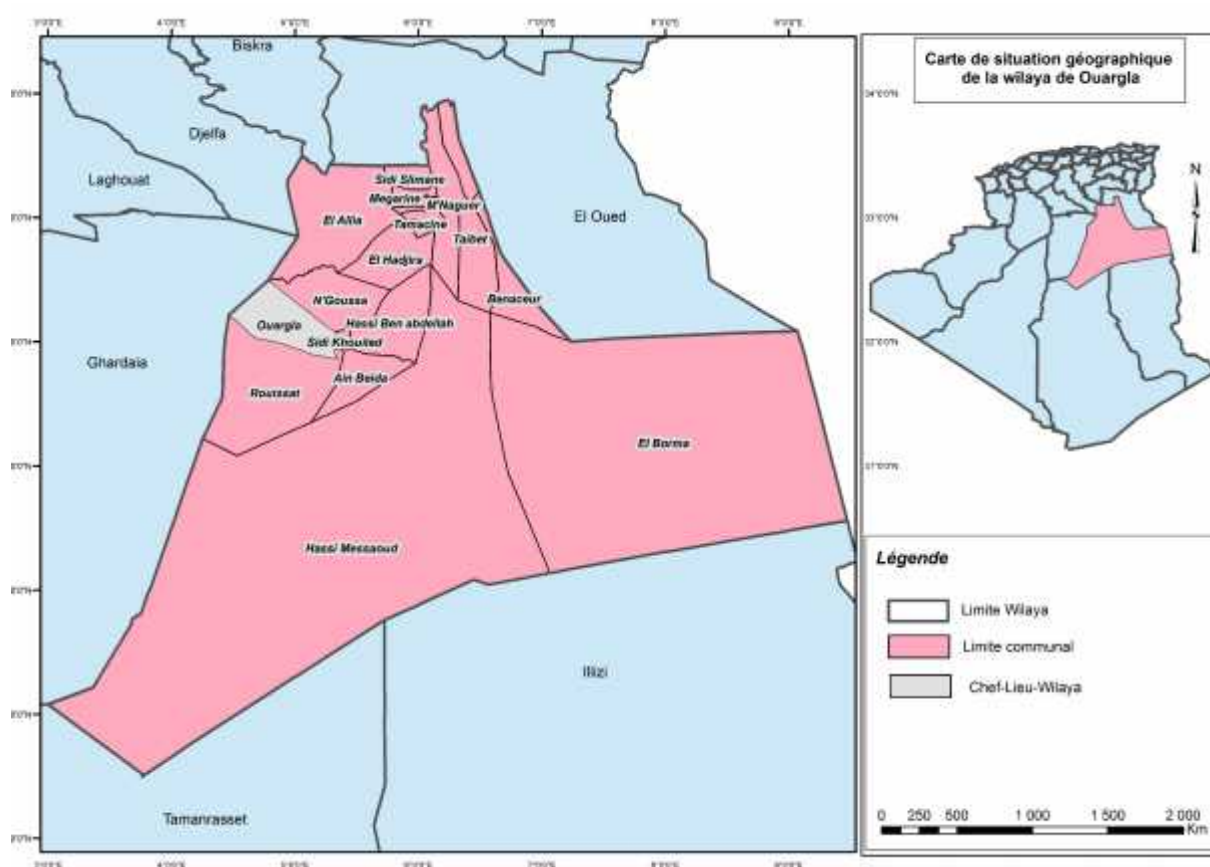 Biskra
Djelfa
Laghouat
Sidi Slimane
Megarine
M'Naguer
El Allia
Tamacine
El Oued
Taibet
El Hadjira
N'Goussa
Benaceur
Ouargla
Hassi Ben abdellah
Sidi Khouiled
Ghardaia
Ain Beida
Rouissat
El Borma
Hassi Messaoud
Illizi
Tamanrasset
Carte de situation géographique
de la wilaya de Ouargla
N
S
Légende
Limite Wilaya
Limite communal
Chef-Lieu-Wilaya
0 250 500 1 000 1 500 2 000
Km